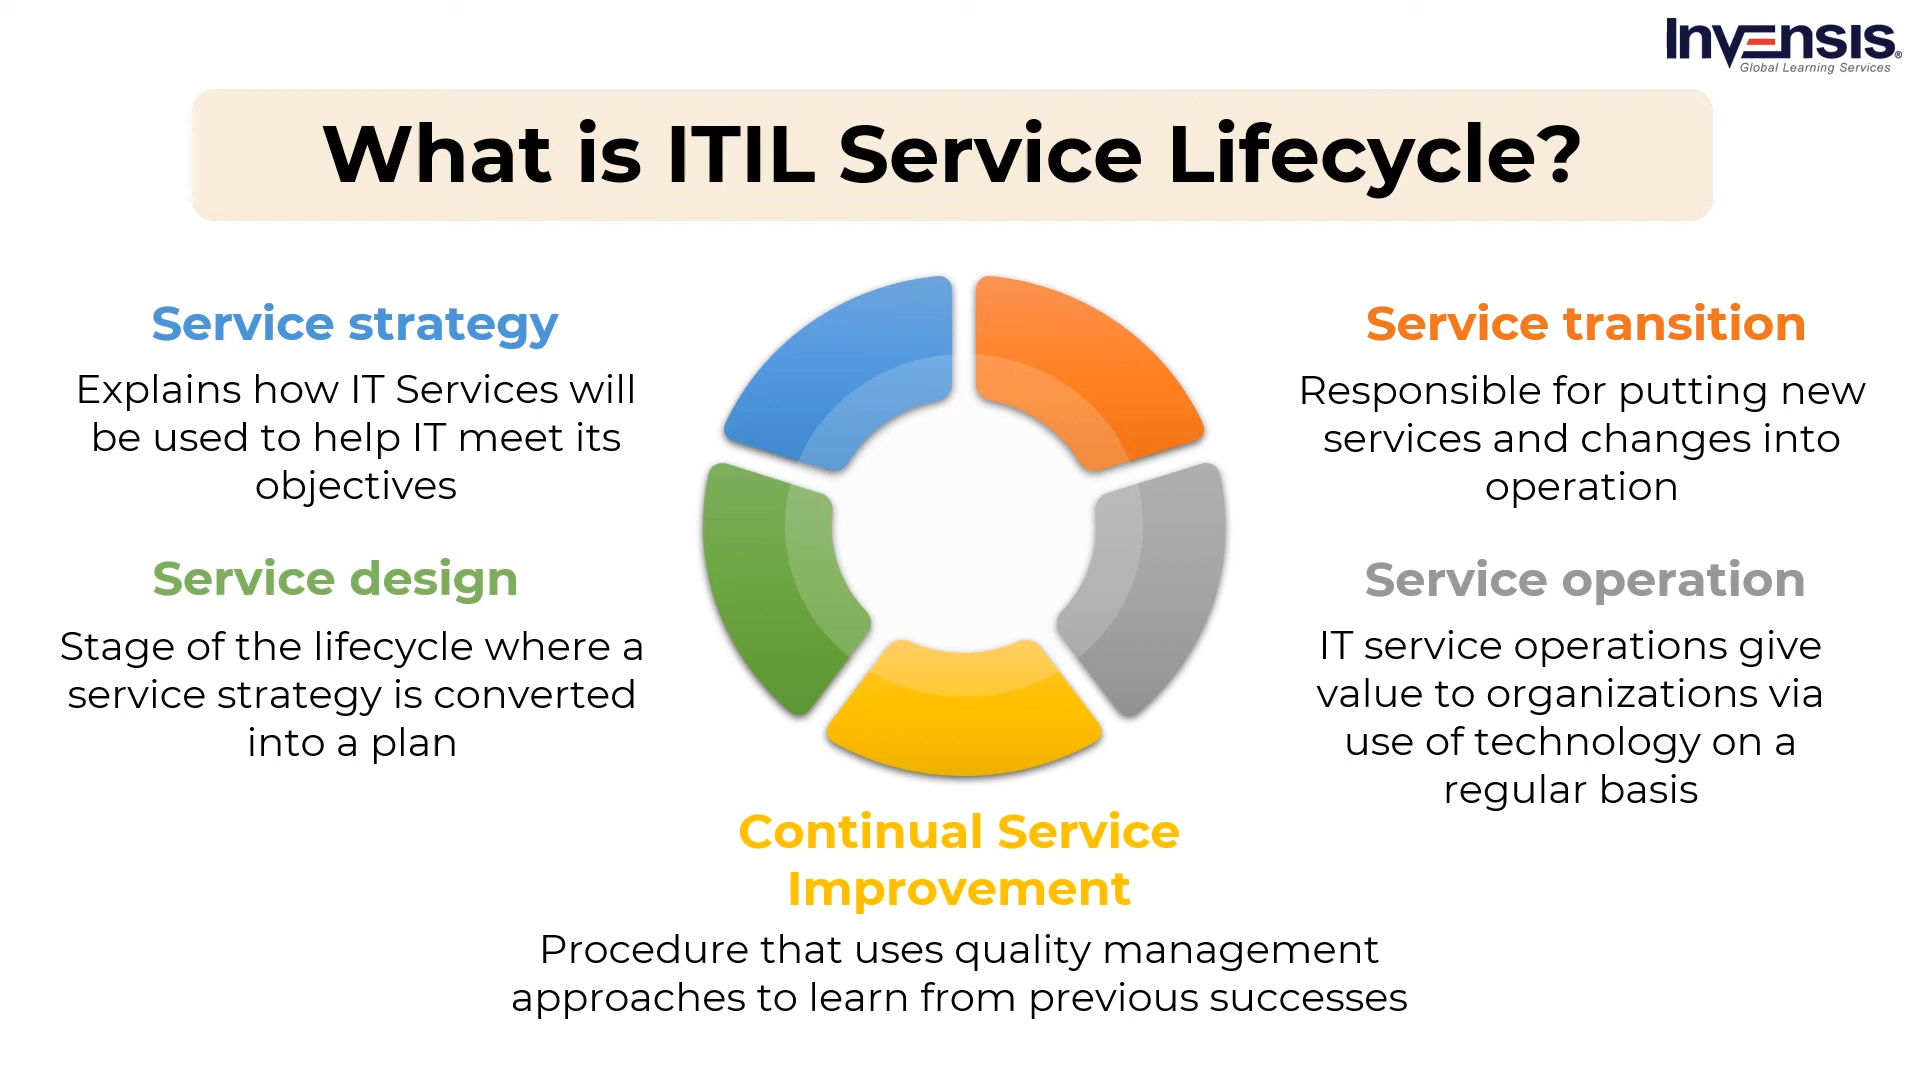 Invensis®
Global Learning Services
What is ITIL Service Lifecycle?
Service strategy
Explains how IT Services will
be used to help IT meet its
objectives
Service design
Stage of the lifecycle where a
service strategy is converted
into a plan
Service transition
Responsible for putting new
services and changes into
operation
Service operation
IT service operations give
value to organizations via
use of technology on a
regular basis
Continual Service
Improvement
Procedure that uses quality management
approaches to learn from previous successes